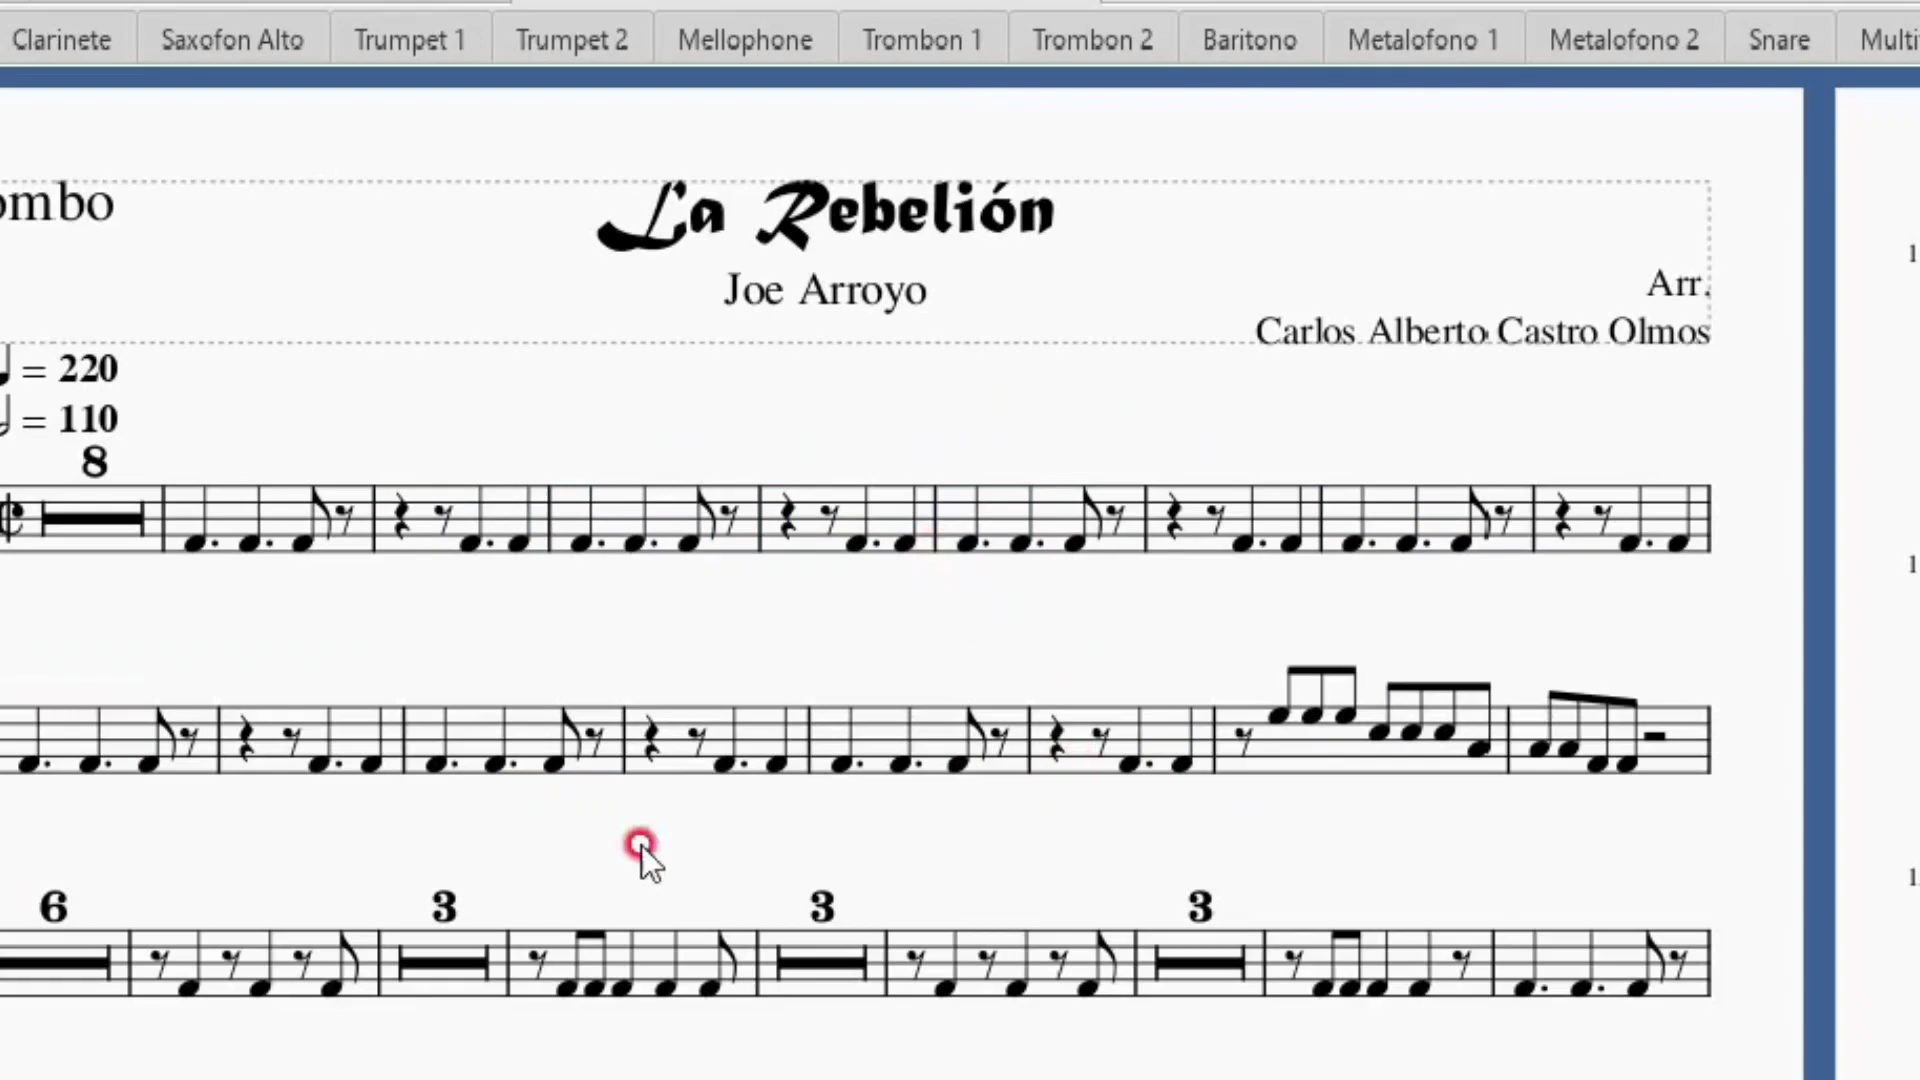 Clarinete Saxofon Alto Trumpet 1 Trumpet 2 Mellophone Trombon 1 Trombon 2 Baritono Metalofono 1 Metalofono 2 Snare Multi
ombo
La Rebelión
Joe Arroyo
Arr.
Carlos Alberto Castro Olmos
= 220
= 110
8
6 3 3 3